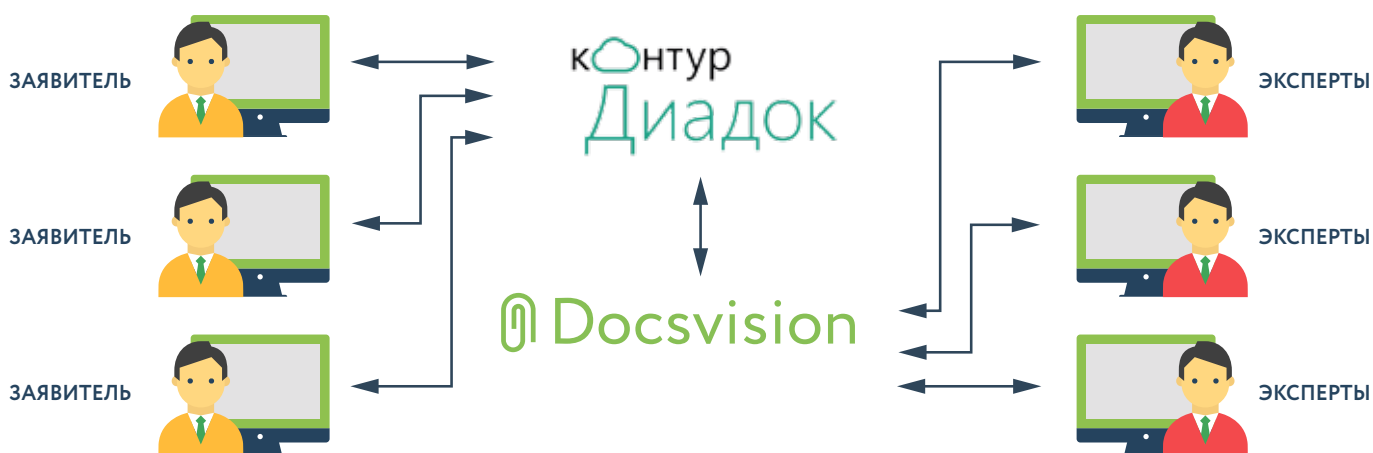 ЗАЯВИТЕЛЬ
контур
Диадок
ЭКСПЕРТЫ
ЗАЯВИТЕЛЬ
ЭКСПЕРТЫ
Docsvision
ЗАЯВИТЕЛЬ
ЭКСПЕРТЫ